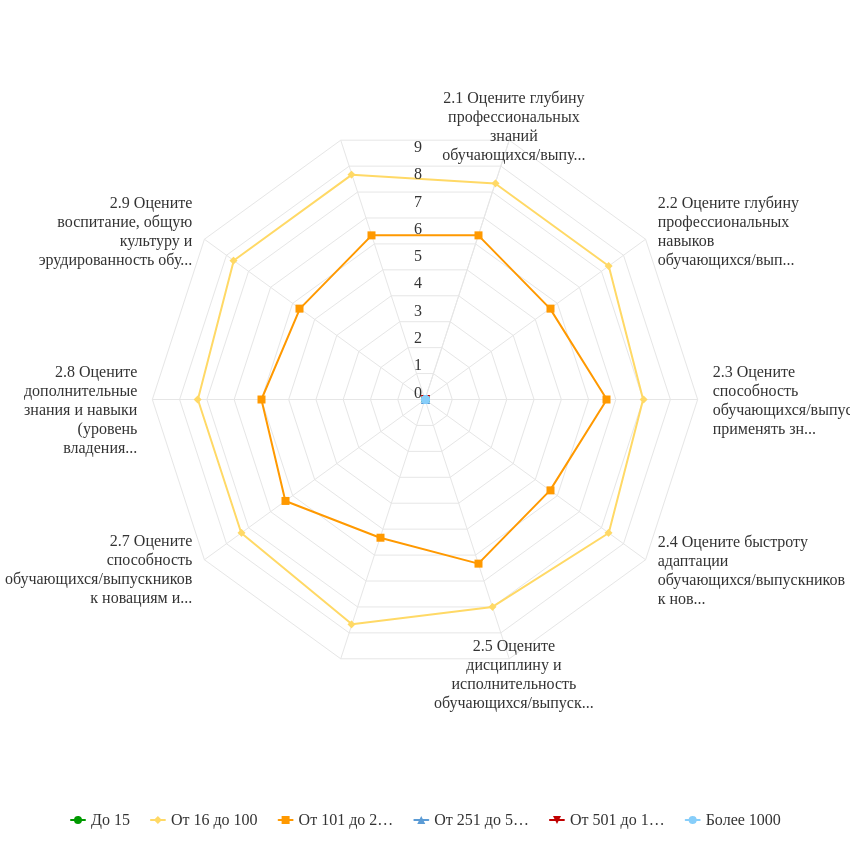 2.1 Оцените глубину
профессиональных
знаний
обучающихся/выпу...
2.2 Оцените глубину
профессиональных
навыков
обучающихся/вып...
2.3 Оцените
способность
обучающихся/выпус
применять зн...
2.4 Оцените быстроту
адаптации
обучающихся/выпускников
к нов...
2.5 Оцените
дисциплину и
исполнительность
обучающихся/выпуск...
2.7 Оцените
способность
обучающихся/выпускников
к новациям и...
2.8 Оцените
дополнительные
знания и навыки
(уровень
владения...
2.9 Оцените
воспитание, общую
культуру и
эрудированность обу...
9
8
7
6
5
4
3
2
1
0
До 15
От 16 до 100
От 101 до 2…
От 251 до 5…
От 501 до 1…
Более 1000